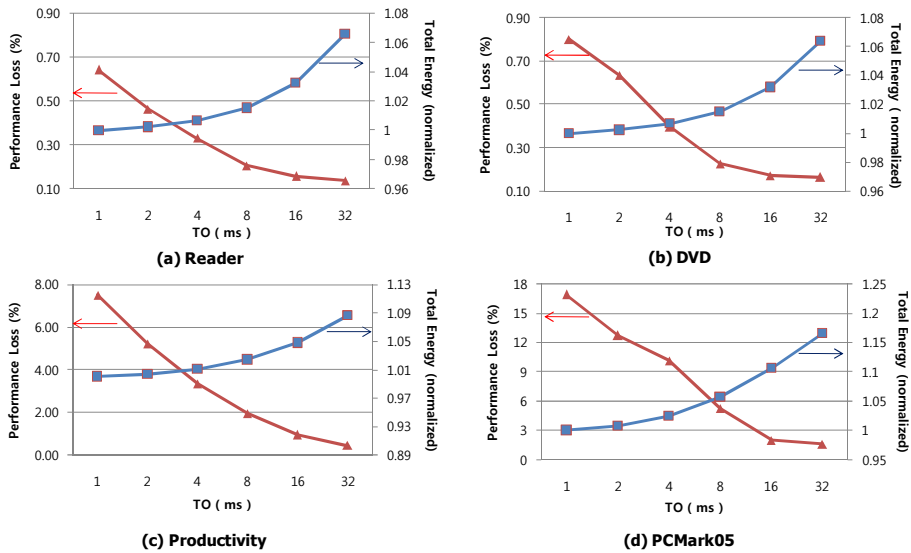 0.90
0.70
0.50
0.30
0.10
Performance Loss (%)
1.08
1.06
1.04
1.02
1
0.98
0.96
Total Energy (normalized)
1 2 4 8 16 32
TO ( ms )
(a) Reader
0.90
0.70
0.50
0.30
0.10
Performance Loss (%)
1.08
1.06
1.04
1.02
1
0.98
0.96
Total Energy (normalized)
1 2 4 8 16 32
TO ( ms )
(b) DVD
8.00
6.00
4.00
2.00
0.00
Performance Loss (%)
1.13
1.09
1.05
1.01
0.97
0.93
0.89
Total Energy (normalized)
1 2 4 8 16 32
TO ( ms )
(c) Productivity
18
15
12
9
6
3
0
Performance Loss (%)
1.25
1.2
1.15
1.1
1.05
1
0.95
Total Energy (normalized)
1 2 4 8 16 32
TO ( ms )
(d) PCMark05